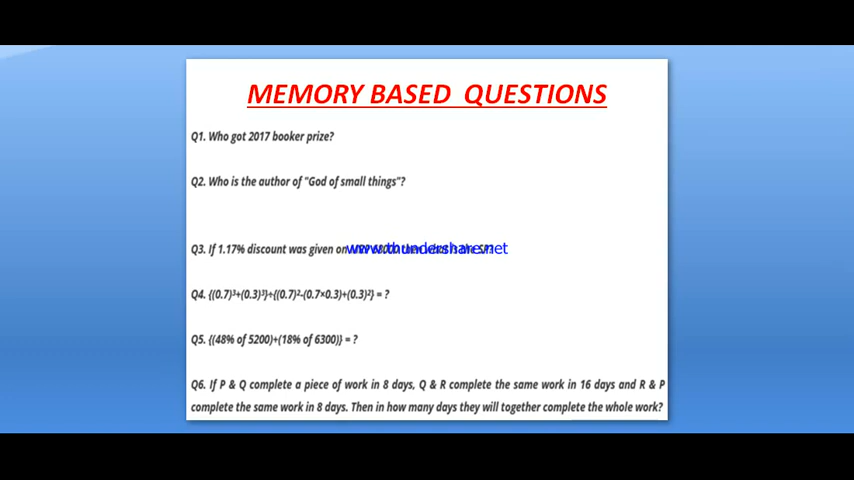 MEMORY BASED QUESTIONS
Q1. Who got 2017 booker prize?
Q2. Who is the author of "God of small things"?
Q3. If 1.17% discount was given on
www.thundershare.net
Q4. {(0.7)³+(0.3)³}÷{(0.7)²-(0.7×0.3)+(0.3)²} = ?
Q5. {(48% of 5200)+(18% of 6300)} = ?
Q6. If P & Q complete a piece of work in 8 days, Q & R complete the same work in 16 days and R & P
complete the same work in 8 days. Then in how many days they will together complete the whole work?